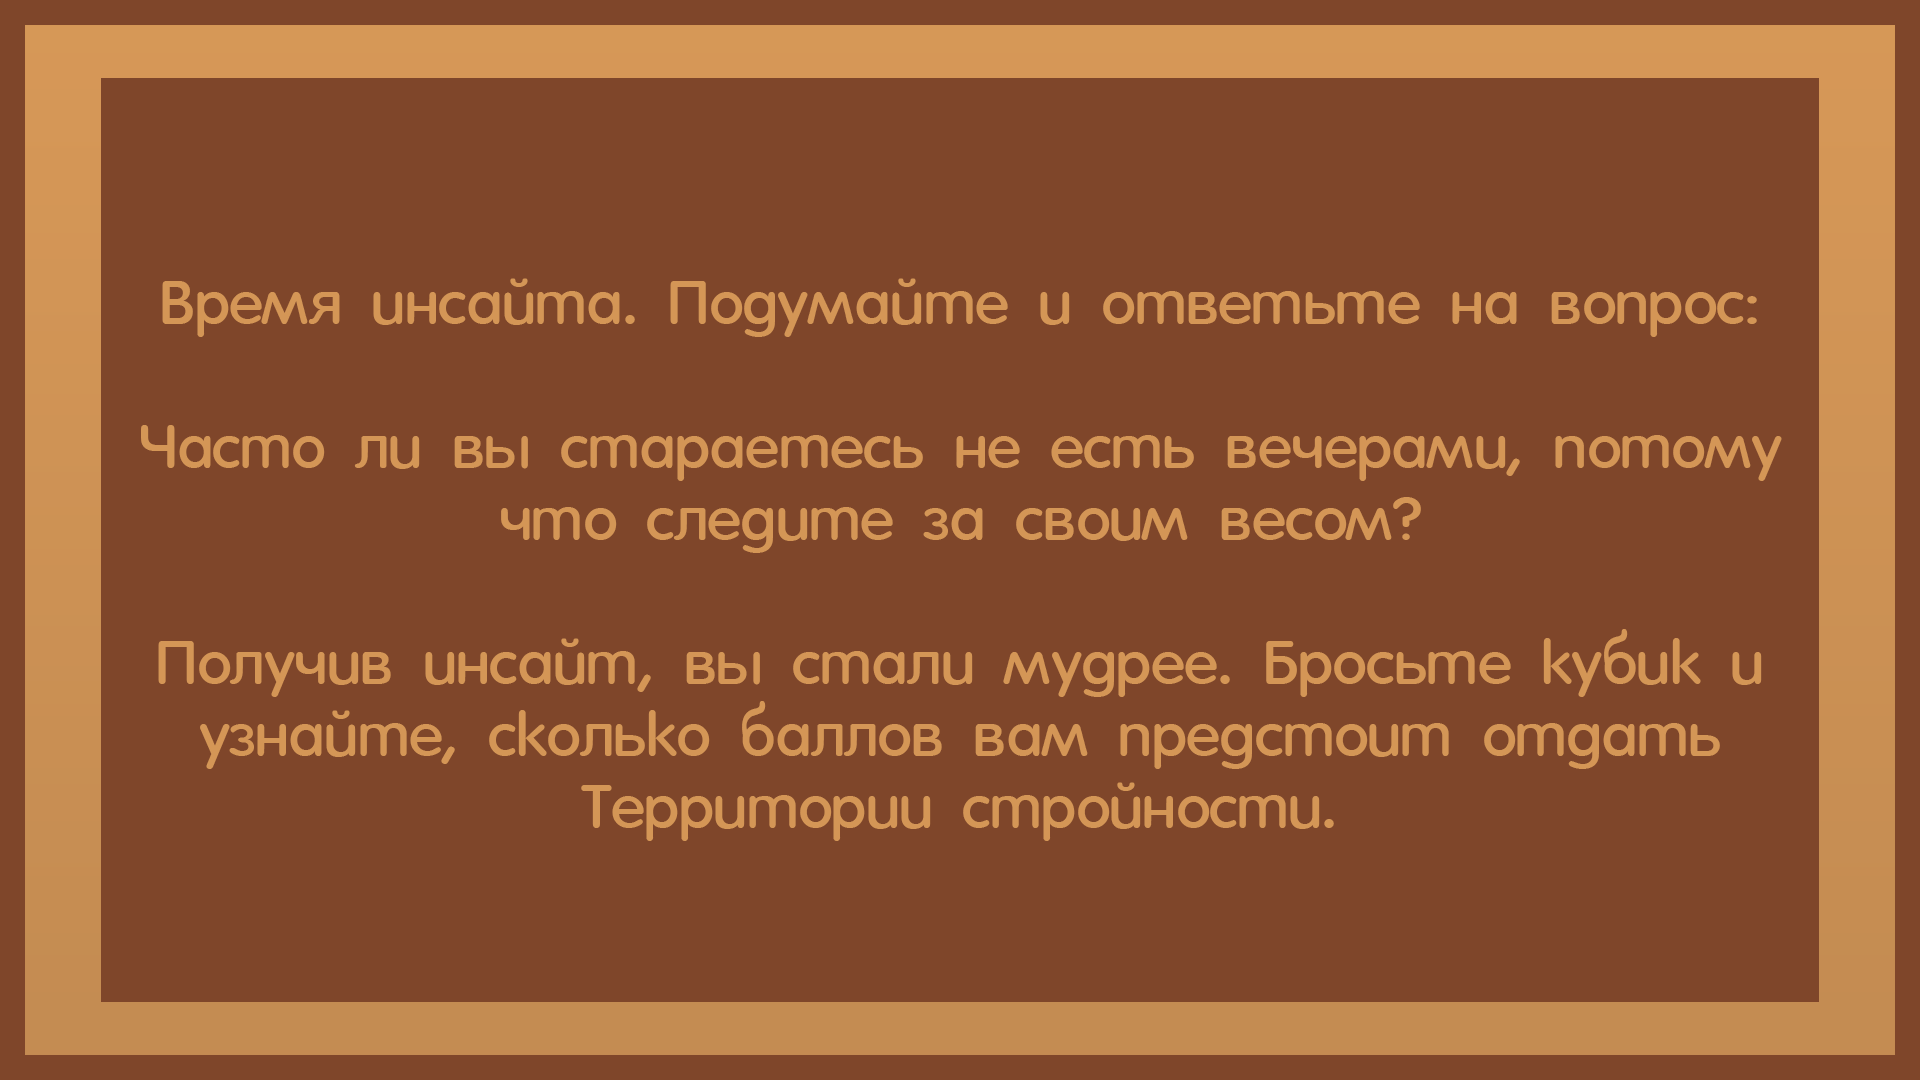 Время инсайта. Подумайте и ответьте на вопрос:
Часто ли вы стараетесь не есть вечерами, потому
что следите за своим весом?
Получив инсайт, вы стали мудрее. Бросьте кубик и
узнайте, сколько баллов вам предстоит отдать
Территории стройности.